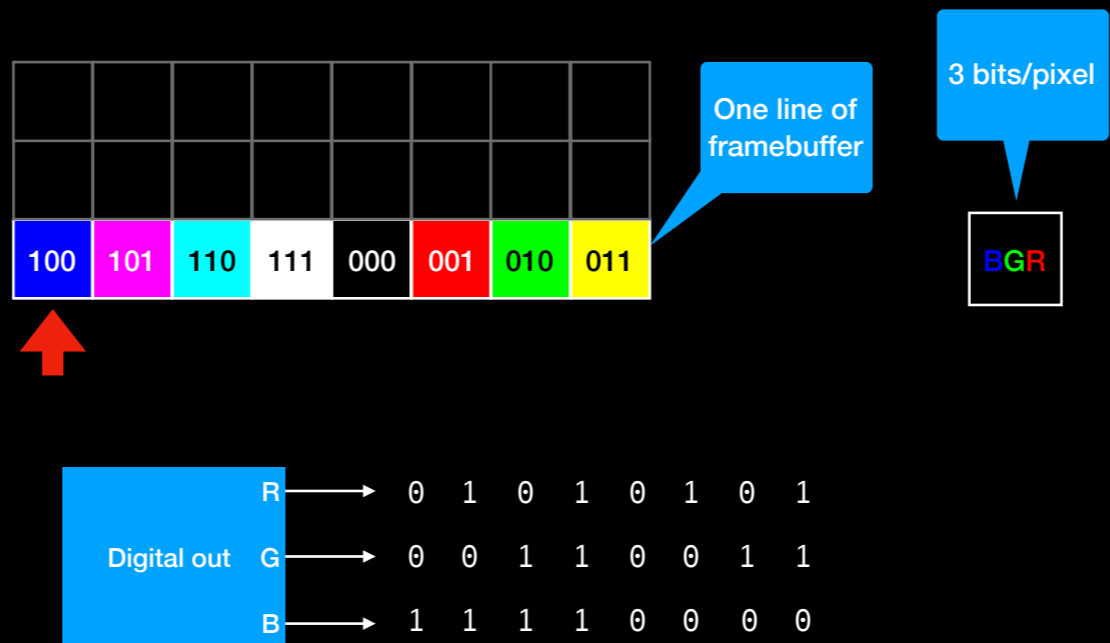 3 bits/pixel
One line of
framebuffer
100 101 110 111 000 001 010 011
BGR
R 0 1 0 1 0 1 0 1
Digital out G 0 0 1 1 0 0 1 1
B 1 1 1 1 0 0 0 0